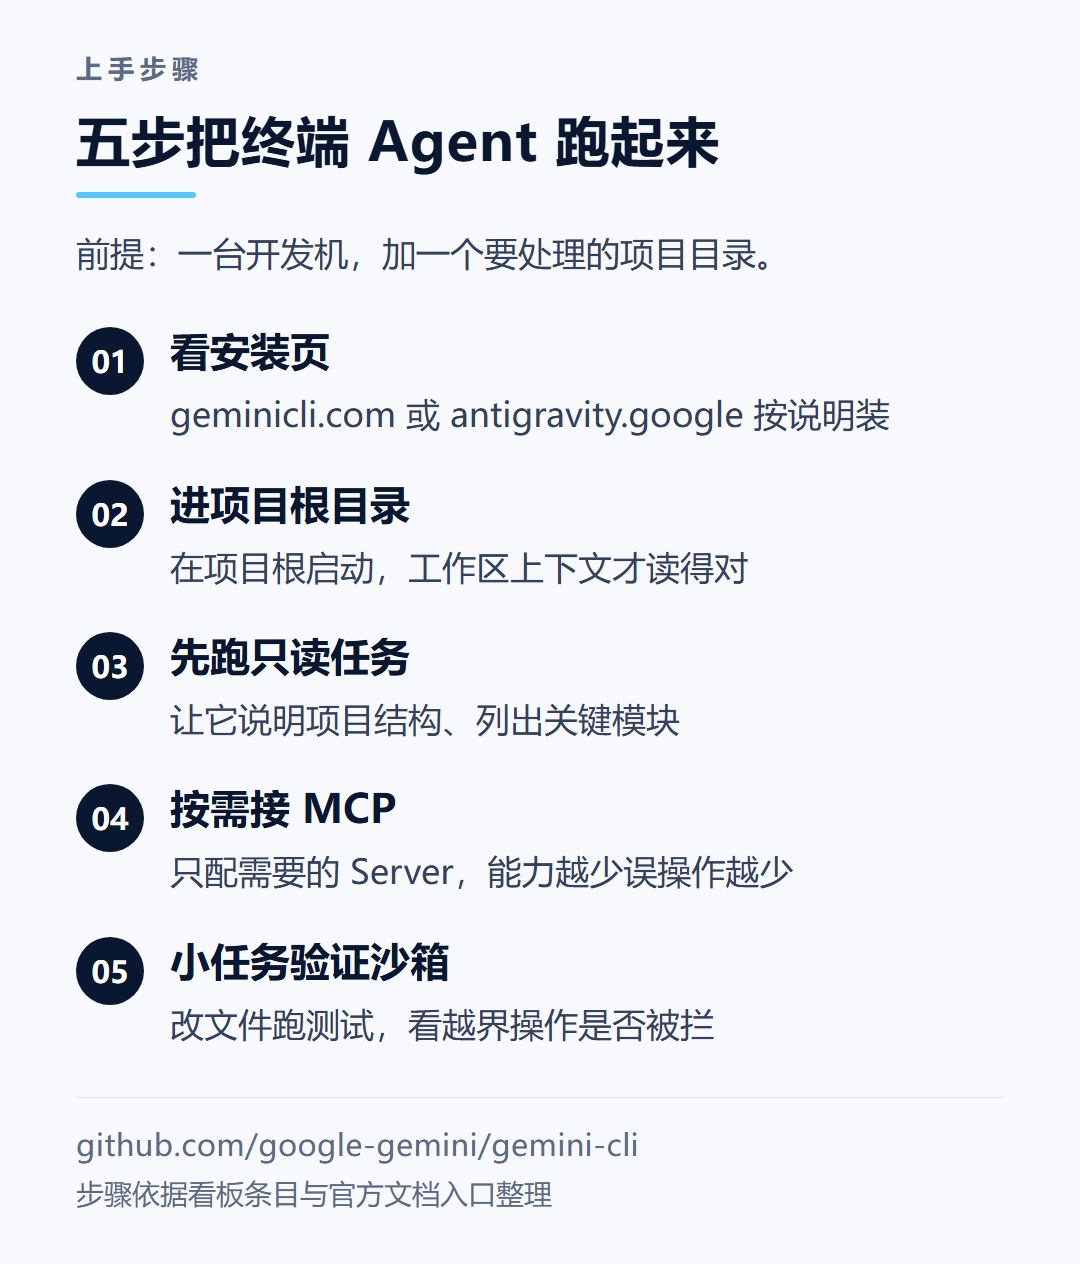 上手步骤
五步把终端 Agent 跑起来
前提：一台开发机，加一个要处理的项目目录。
01
看安装页
geminicli.com 或 antigravity.google 按说明装
02
进项目根目录
在项目根启动，工作区上下文才读得对
03
先跑只读任务
让它说明项目结构、列出关键模块
04
按需接 MCP
只配需要的 Server，能力越少误操作越少
05
小任务验证沙箱
改文件跑测试，看越界操作是否被拦
github.com/google-gemini/gemini-cli
步骤依据看板条目与官方文档入口整理